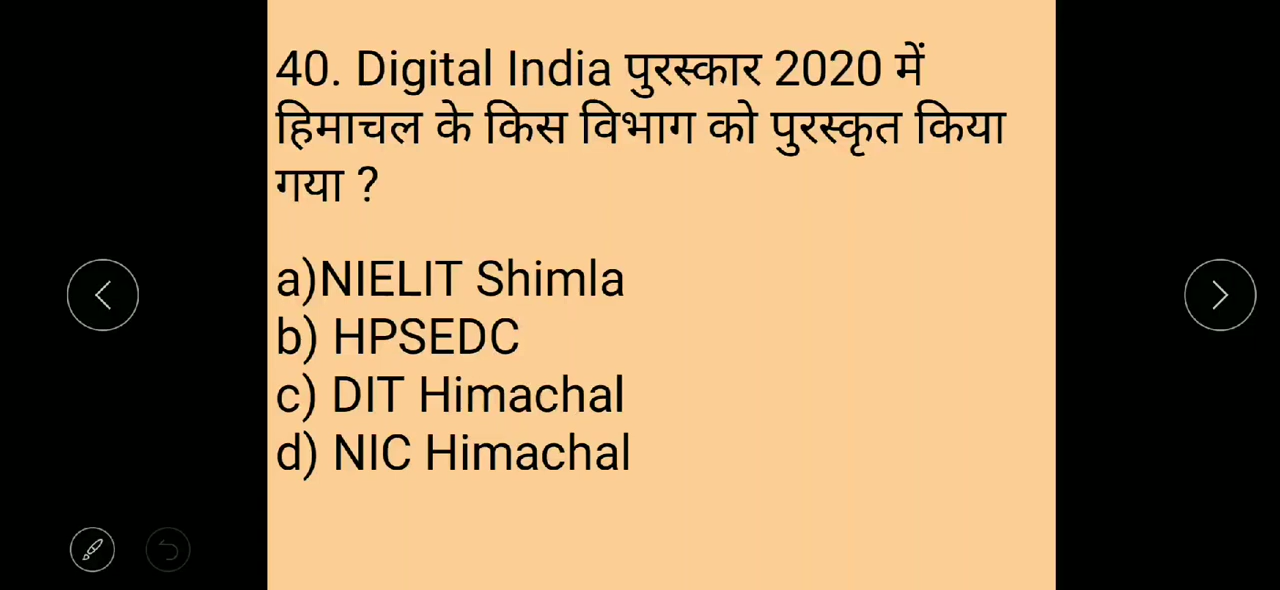 40. Digital India पुरस्कार 2020 में
हिमाचल के किस विभाग को पुरस्कृत किया
गया ?
a)NIELIT Shimla
b) HPSEDC
c) DIT Himachal
d) NIC Himachal